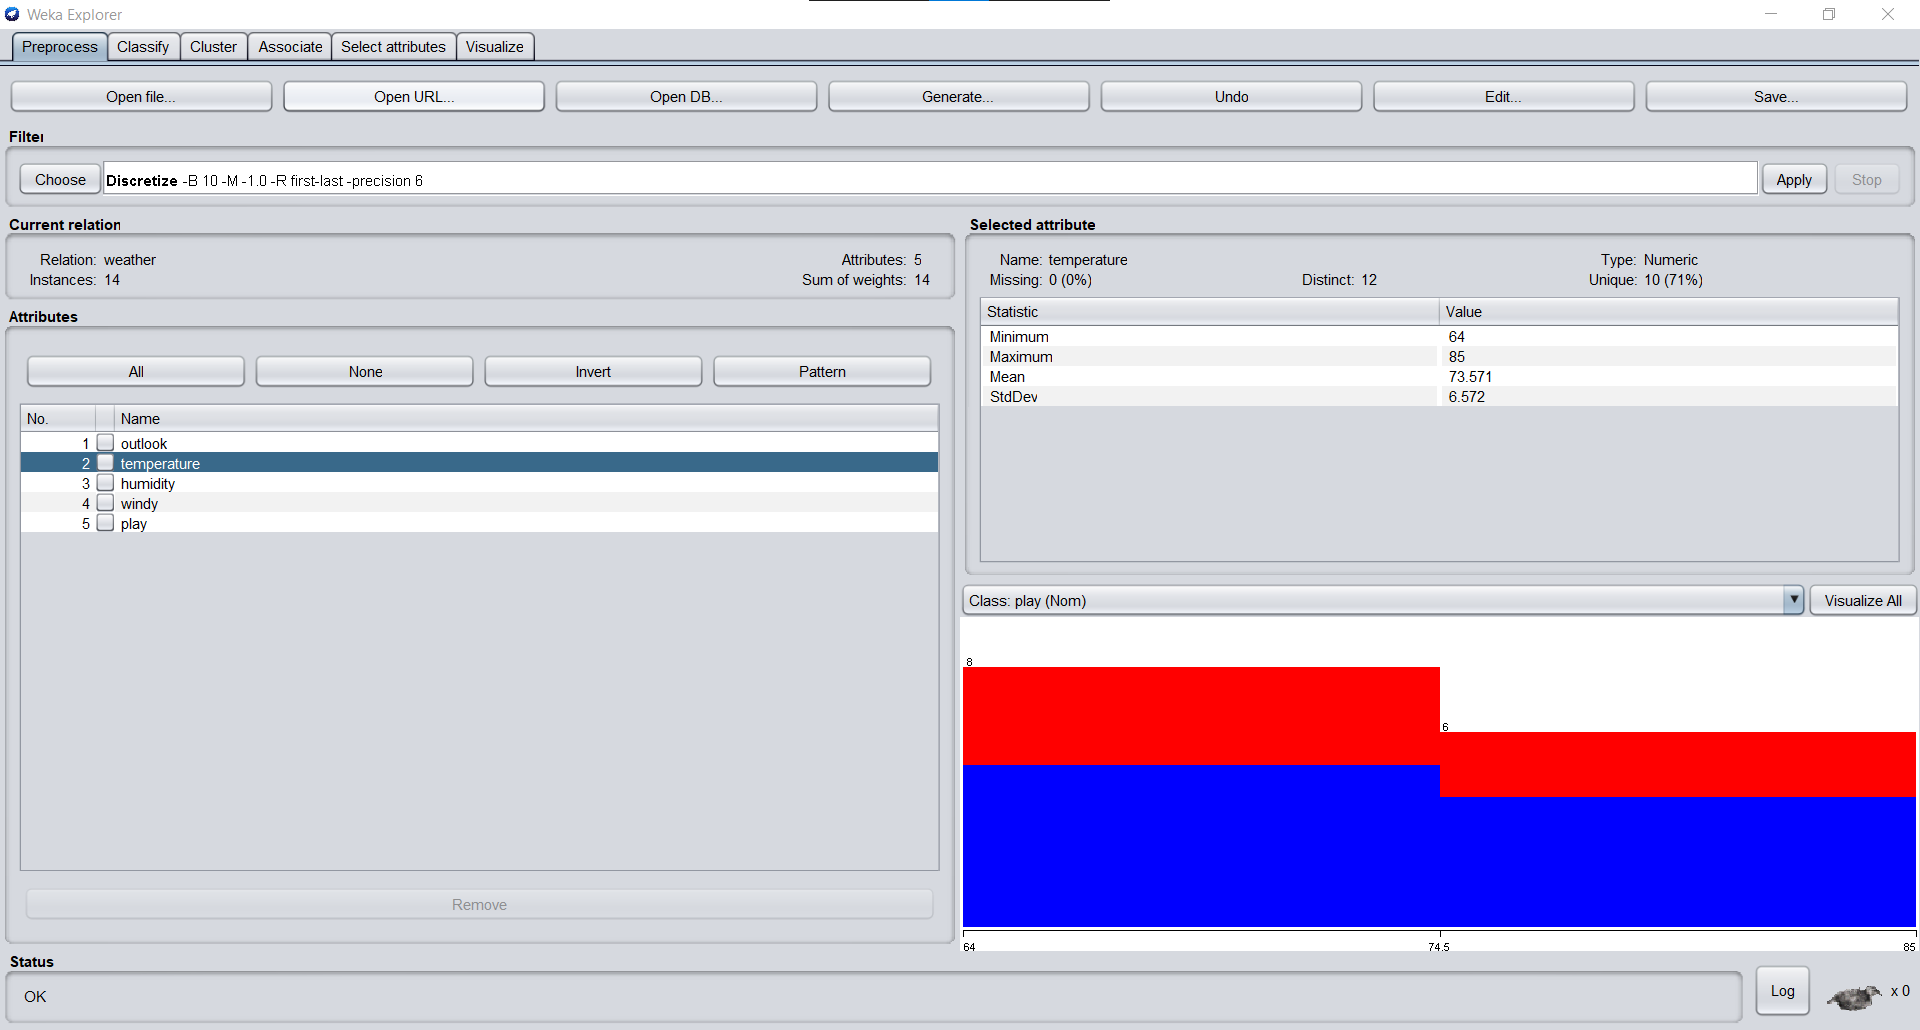 Weka Explorer
Preprocess Classify Cluster Associate Select attributes Visualize
Open file... Open URL... Open DB... Generate... Undo Edit... Save...
Filter
Choose Discretize -B 10 -M -1.0 -R first-last -precision 6 Apply Stop
Current relation
Relation: weather Attributes: 5
Instances: 14 Sum of weights: 14
Attributes
All None Invert Pattern
No. Name
1 outlook
2 temperature
3 humidity
4 windy
5 play
Remove
Selected attribute
Name: temperature Type: Numeric
Missing: 0 (0%) Distinct: 12 Unique: 10 (71%)
Statistic Value
Minimum 64
Maximum 85
Mean 73.571
StdDev 6.572
Class: play (Nom) Visualize All
8
6
64 74.5 85
Status
OK
Log x 0